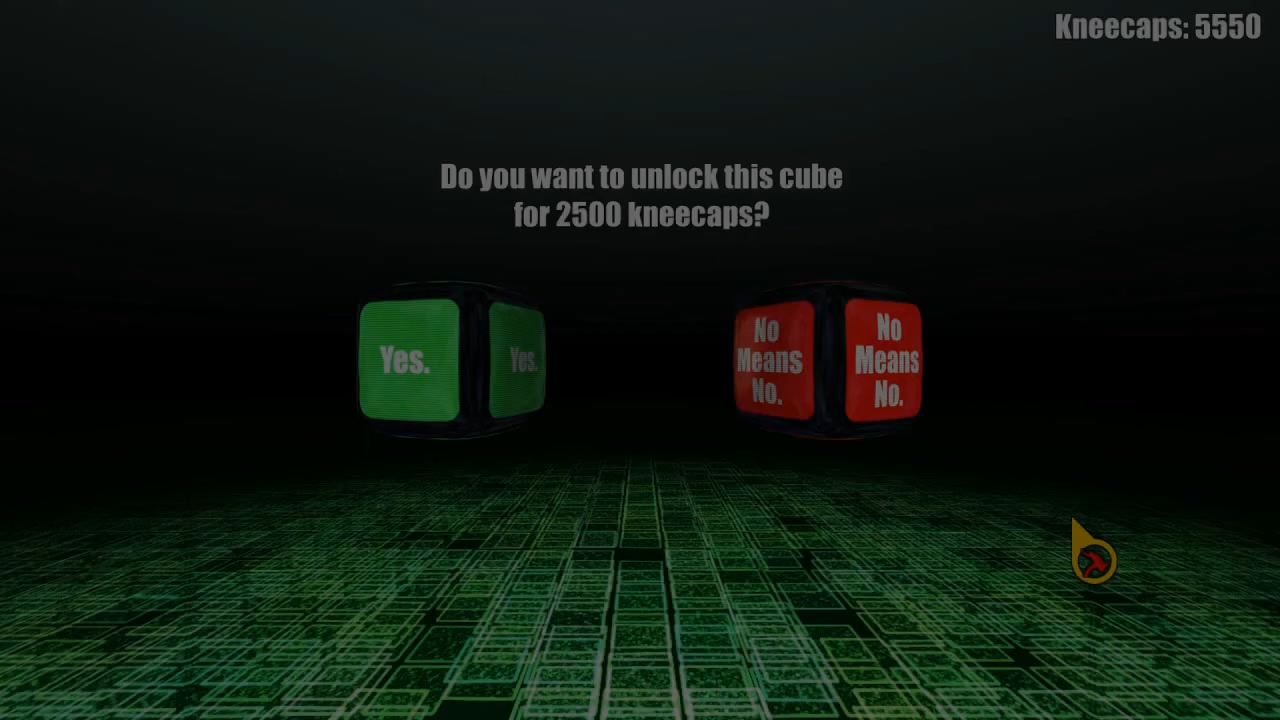 Kneecaps: 5550
Do you want to unlock this cube
for 2500 kneecaps?
Yes.
Yes.
No
Means
No.
No
Means
No.